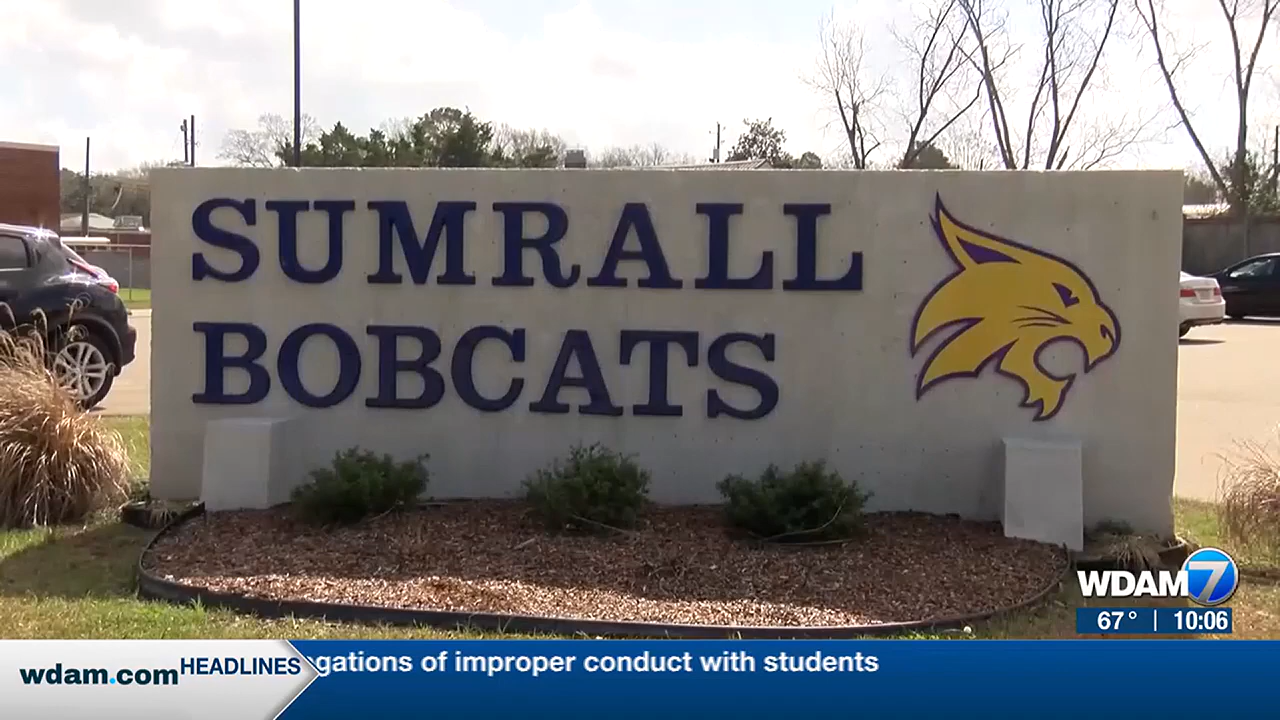 SUMRALL
BOBCATS
WDAM 7
67° | 10:06
wdam.com HEADLINES
gations of improper conduct with students